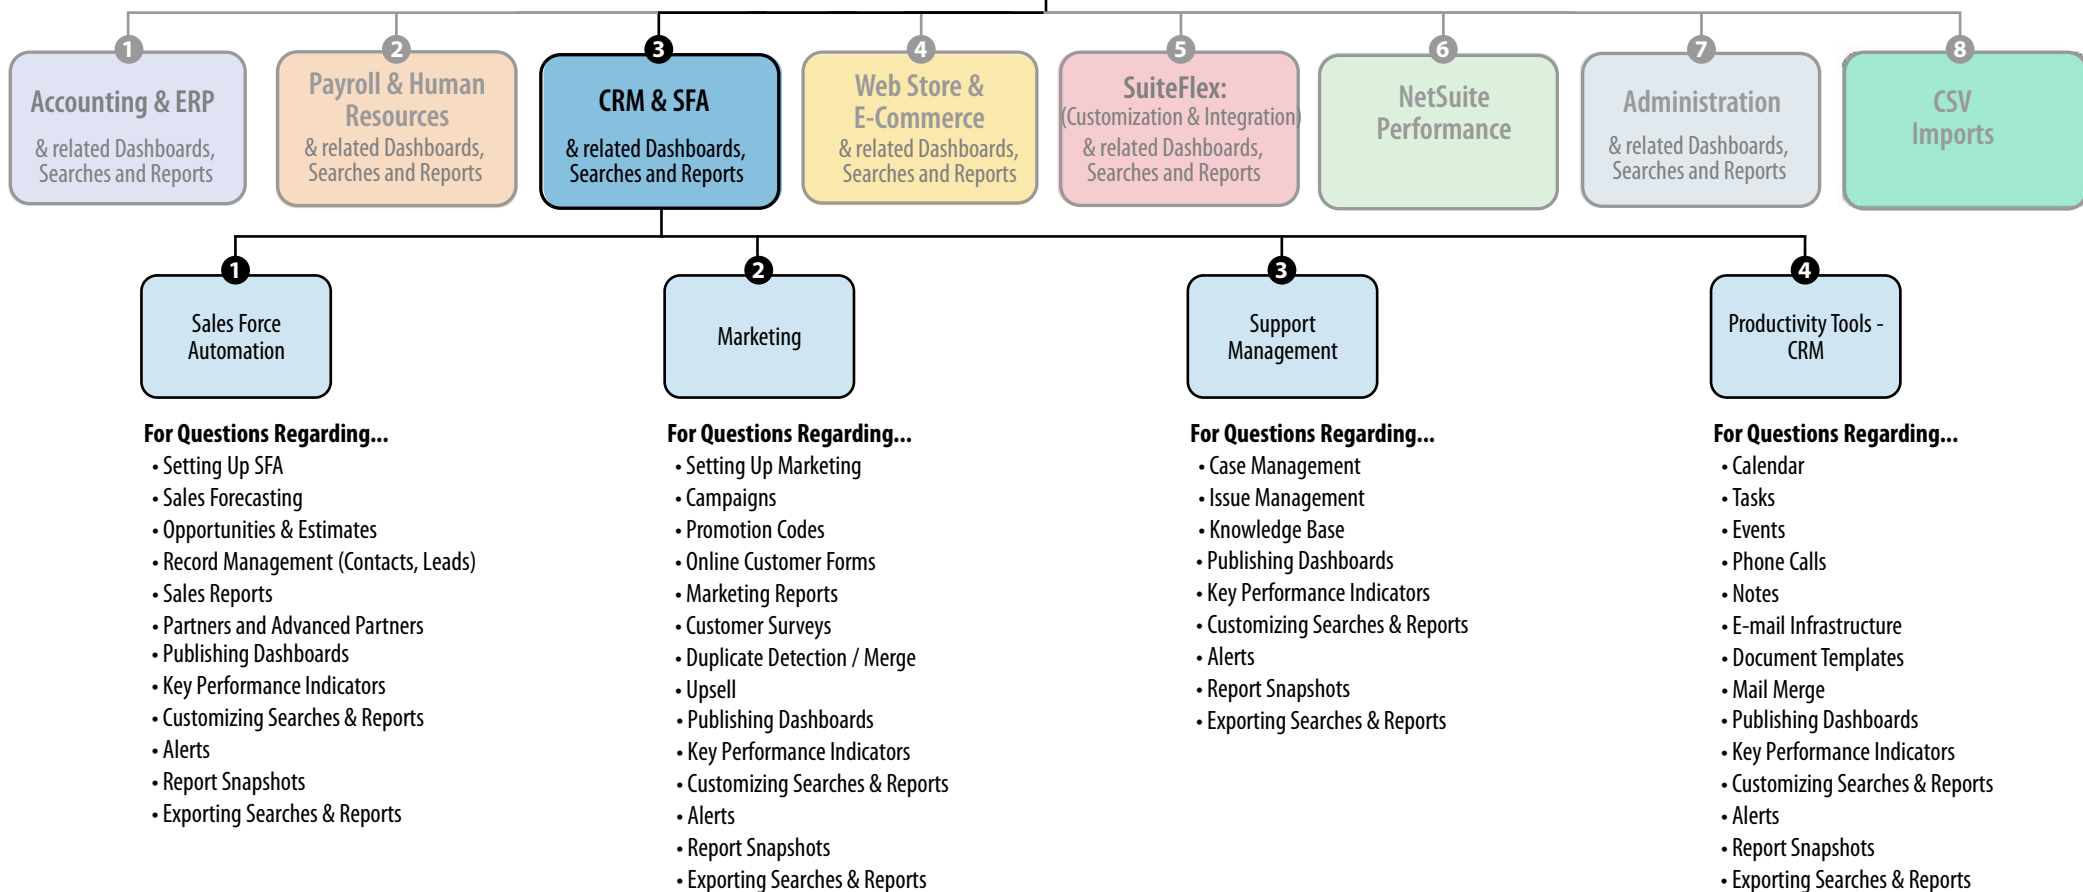 1
Accounting & ERP
& related Dashboards,
Searches and Reports
2
Payroll & Human
Resources
& related Dashboards,
Searches and Reports
3
CRM & SFA
& related Dashboards,
Searches and Reports
4
Web Store &
E-Commerce
& related Dashboards,
Searches and Reports
5
SuiteFlex:
(Customization & Integration)
& related Dashboards,
Searches and Reports
6
NetSuite
Performance
7
Administration
& related Dashboards,
Searches and Reports
8
CSV
Imports
1
Sales Force
Automation
For Questions Regarding...
• Setting Up SFA
• Sales Forecasting
• Opportunities & Estimates
• Record Management (Contacts, Leads)
• Sales Reports
• Partners and Advanced Partners
• Publishing Dashboards
• Key Performance Indicators
• Customizing Searches & Reports
• Alerts
• Report Snapshots
• Exporting Searches & Reports
2
Marketing
For Questions Regarding...
• Setting Up Marketing
• Campaigns
• Promotion Codes
• Online Customer Forms
• Marketing Reports
• Customer Surveys
• Duplicate Detection / Merge
• Upsell
• Publishing Dashboards
• Key Performance Indicators
• Customizing Searches & Reports
• Alerts
• Report Snapshots
• Exporting Searches & Reports
3
Support
Management
For Questions Regarding...
• Case Management
• Issue Management
• Knowledge Base
• Publishing Dashboards
• Key Performance Indicators
• Customizing Searches & Reports
• Alerts
• Report Snapshots
• Exporting Searches & Reports
4
Productivity Tools -
CRM
For Questions Regarding...
• Calendar
• Tasks
• Events
• Phone Calls
• Notes
• E-mail Infrastructure
• Document Templates
• Mail Merge
• Publishing Dashboards
• Key Performance Indicators
• Customizing Searches & Reports
• Alerts
• Report Snapshots
• Exporting Searches & Reports